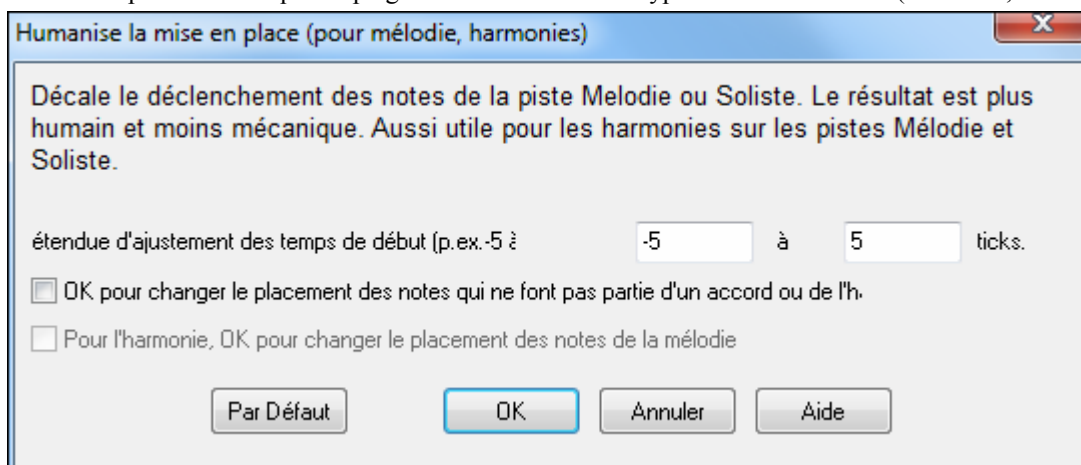 Humanise la mise en place (pour mélodie, harmonies)
Décale le déclenchement des notes de la piste Melodie ou Soliste. Le résultat est plus
humain et moins mécanique. Aussi utile pour les harmonies sur les pistes Mélodie et
Soliste.
étendue d'ajustement des temps de début (p.ex.-5 à -5 à 5 ticks.
OK pour changer le placement des notes qui ne font pas partie d'un accord ou de l'h
Pour l'harmonie, OK pour changer le placement des notes de la mélodie
Par Défaut OK Annuler Aide